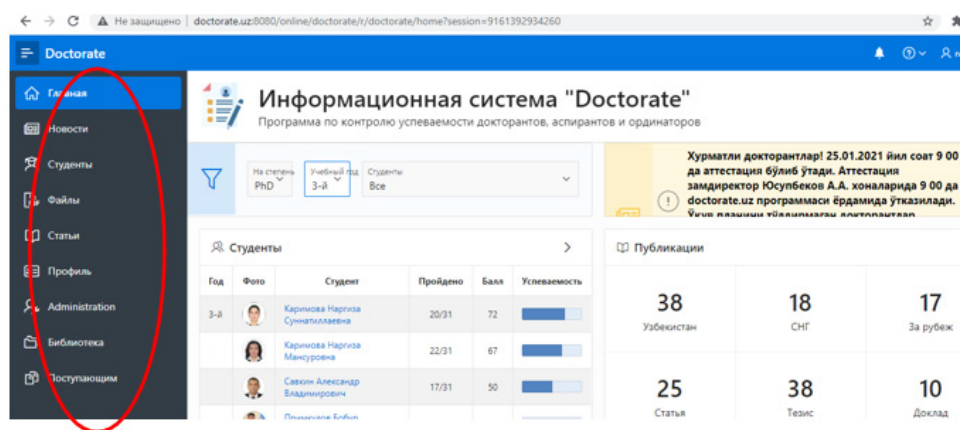 Не защищено | doctorate.uz:8080/online/doctorate/r/doctorate/home?session=9161392934260
Doctorate
Главная
Новости
Студенты
Файлы
Статьи
Профиль
Administration
Библиотека
Поступающим
Информационная система "Doctorate"
Программа по контролю успеваемости докторантов, аспирантов и ординаторов
На степень
PhD
Учебный год
3-й
Студенты
Все
Хурматли докторантлар! 25.01.2021 йил соат 9 00
да аттестация бўлиб ўтади. Аттестация
замдиректор Юсупбеков А.А. хоналарида 9 00 да
doctorate.uz программаси ёрдамида ўтказилади.
Ўқув планини тўлдирмаган докторантлар
Студенты
Год Фото Студент Пройдено Балл Успеваемость
3-й Каримова Наргиза
Суннатиллаевна
20/31 72
Каримова Наргиза
Мансуровна
22/31 67
Савкин Александр
Владимирович
17/31 50
Публикации
38 18 17
Узбекистан СНГ За рубеж
25 38 10
Статья Тезис Доклад